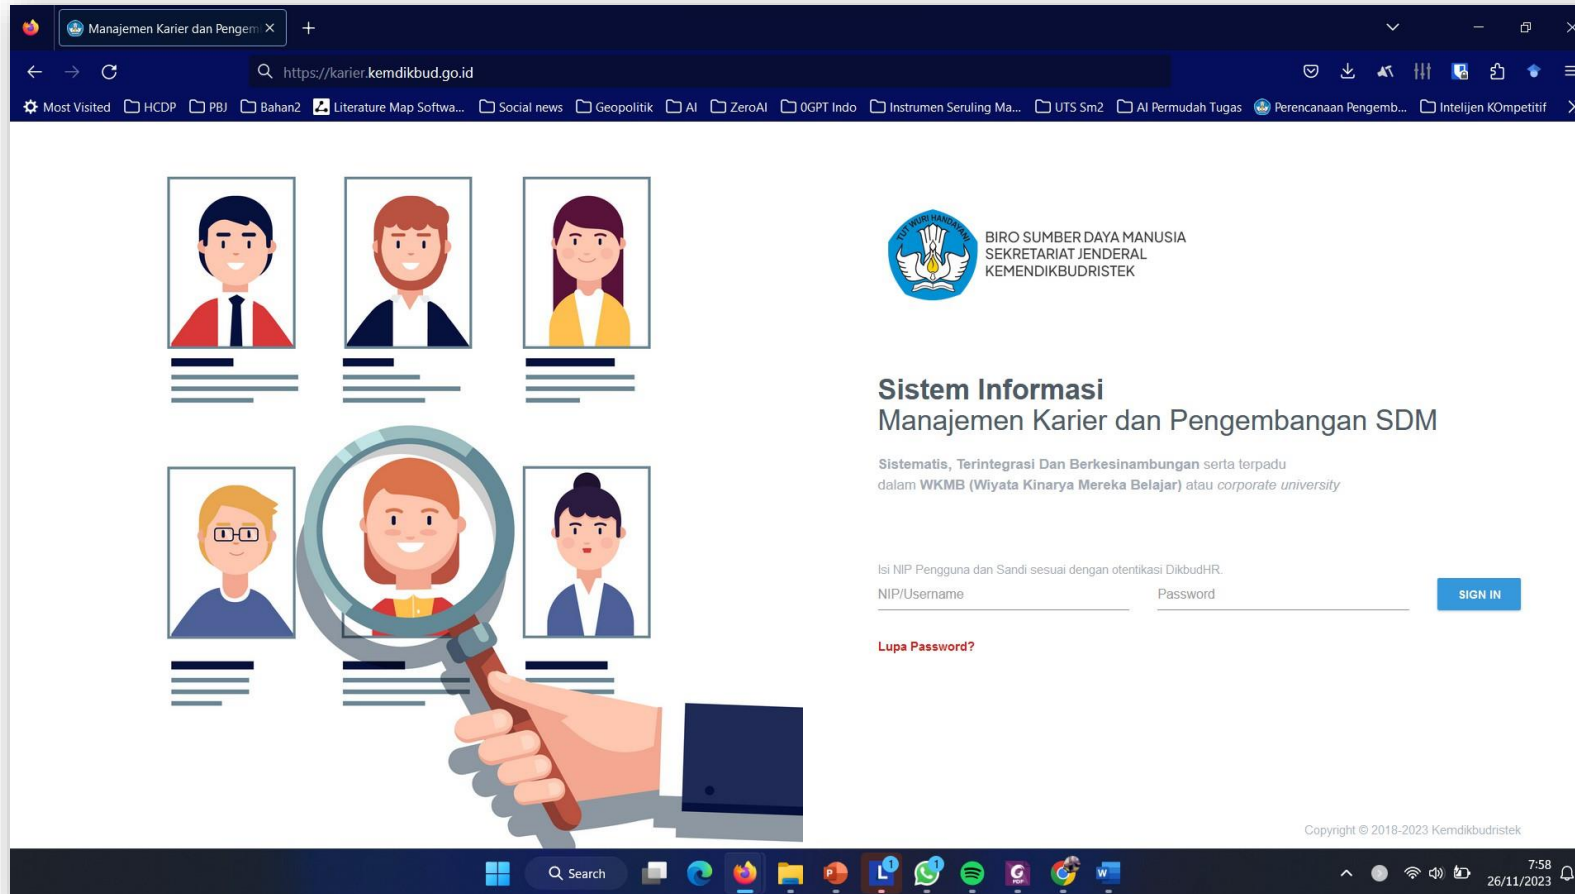 Manajemen Karier dan Pengem
https://karier.kemdikbud.go.id
Most Visited HCDP PBJ Bahan2 Literature Map Softwa... Social news Geopolitik AI ZeroAI 0GPT Indo Instrumen Seruling Ma... UTS Sm2 AI Permudah Tugas Perencanaan Pengemb... Intelijen KOmpetitif
TUT WURI HANDAYANI
BIRO SUMBER DAYA MANUSIA
SEKRETARIAT JENDERAL
KEMENDIKBUDRISTEK
Sistem Informasi
Manajemen Karier dan Pengembangan SDM
Sistematis, Terintegrasi Dan Berkesinambungan serta terpadu
dalam WKMB (Wiyata Kinarya Mereka Belajar) atau corporate university
Isi NIP Pengguna dan Sandi sesuai dengan otentikasi DikbudHR.
NIP/Username Password SIGN IN
Lupa Password?
Copyright © 2018-2023 Kemdikbudristek
Search
7:58
26/11/2023